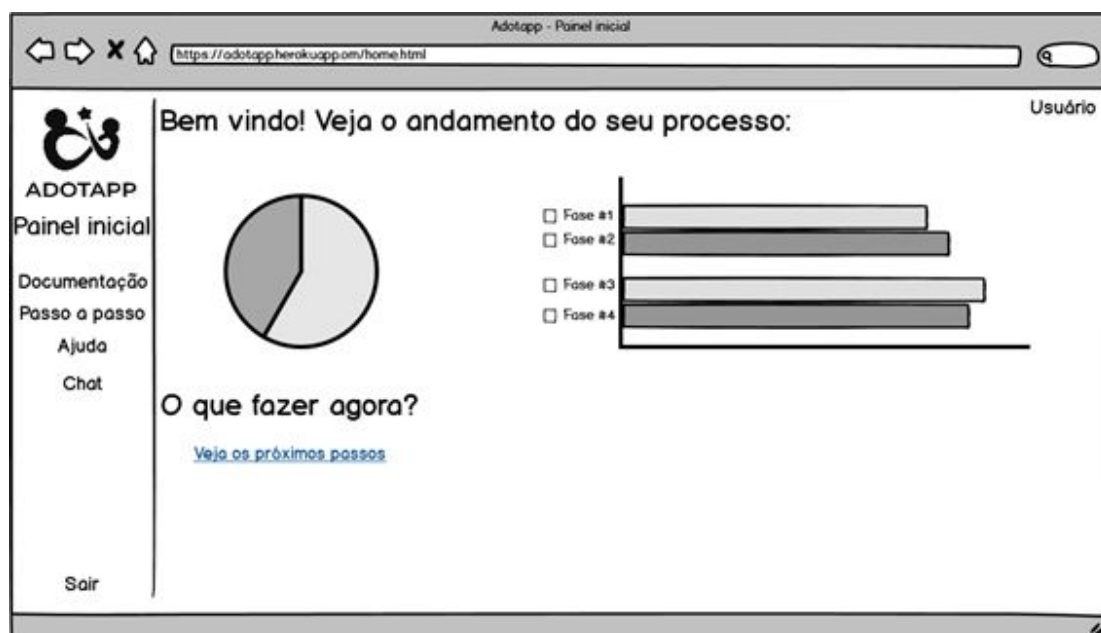 Adotapp - Painel inicial
https://adotapp.herokuapp.om/home.html
Usuário
Bem vindo! Veja o andamento do seu processo:
ADOTAPP
Painel inicial
Documentação
Passo a passo
Ajuda
Chat
Sair
Fase #1
Fase #2
Fase #3
Fase #4
O que fazer agora?
Veja os próximos passos